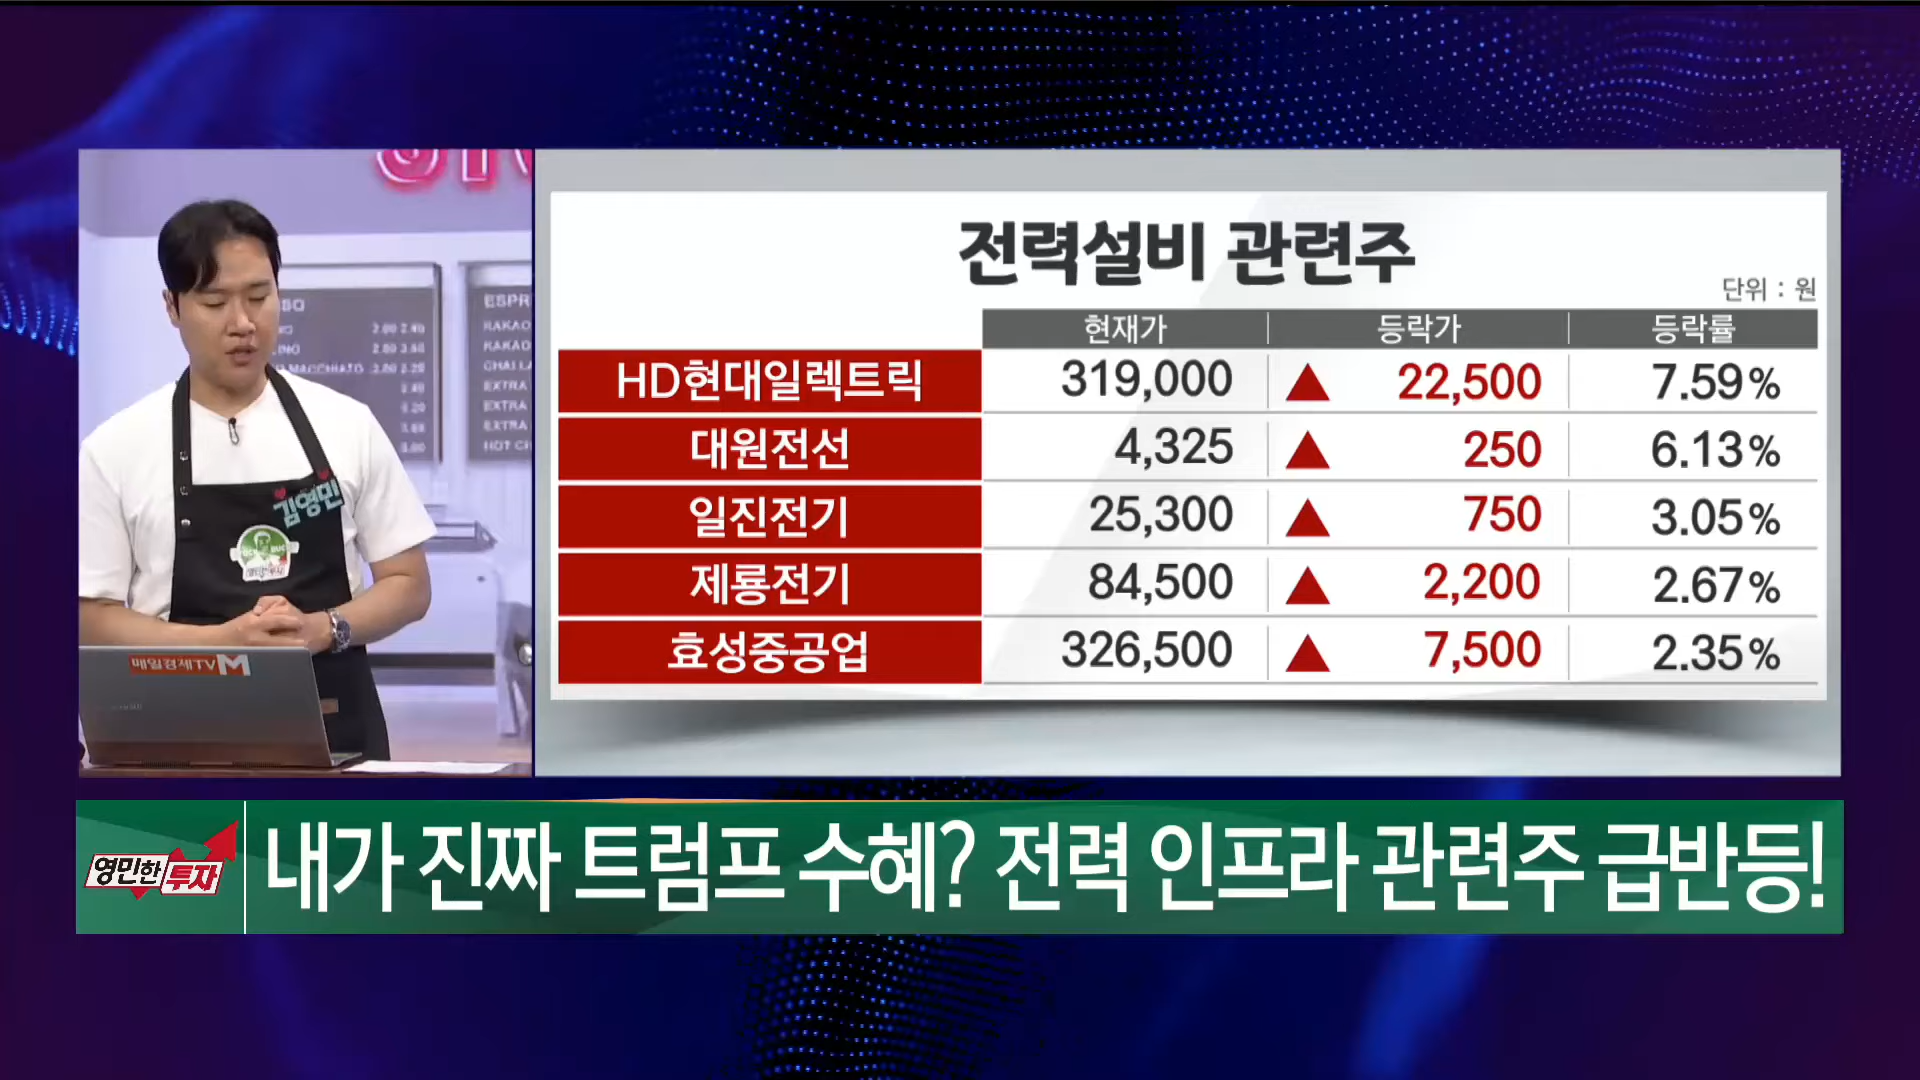 전력설비 관련주
단위 : 원
현재가 등락가 등락률
HD현대일렉트릭 319,000 ▲ 22,500 7.59%
대원전선 4,325 ▲ 250 6.13%
일진전기 25,300 ▲ 750 3.05%
제룡전기 84,500 ▲ 2,200 2.67%
효성중공업 326,500 ▲ 7,500 2.35%
ESPR
EXTRA
EXTRA
김영민
매일경제TV M
영민한 투자
내가 진짜 트럼프 수혜? 전력 인프라 관련주 급반등!